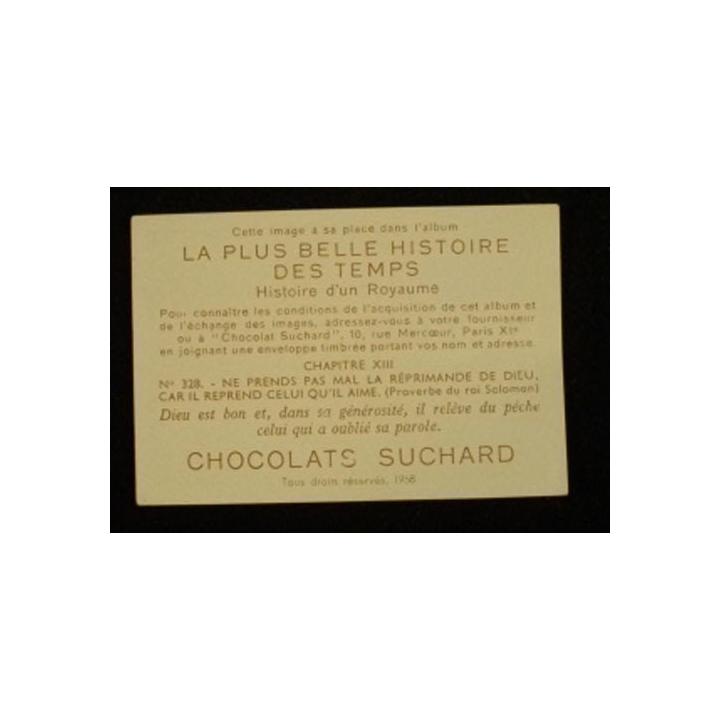 Cette image a sa place dans l'album
LA PLUS BELLE HISTOIRE
DES TEMPS
Histoire d'un Royaume
Pour connaître les conditions de l'acquisition de cet album et
de l'échange des images, adressez-vous à votre fournisseur
ou à "Chocolat Suchard", 10, rue Mercœur, Paris XIe
en joignant une enveloppe timbrée portant vos nom et adresse.
CHAPITRE XIII
No 328. - NE PRENDS PAS MAL LA RÉPRIMANDE DE DIEU,
CAR IL REPREND CELUI QU'IL AIME. (Proverbe du roi Salomon)
Dieu est bon et, dans sa générosité, il relève du péché
celui qui a oublié sa parole.
CHOCOLATS SUCHARD
Tous droits réservés, 1958